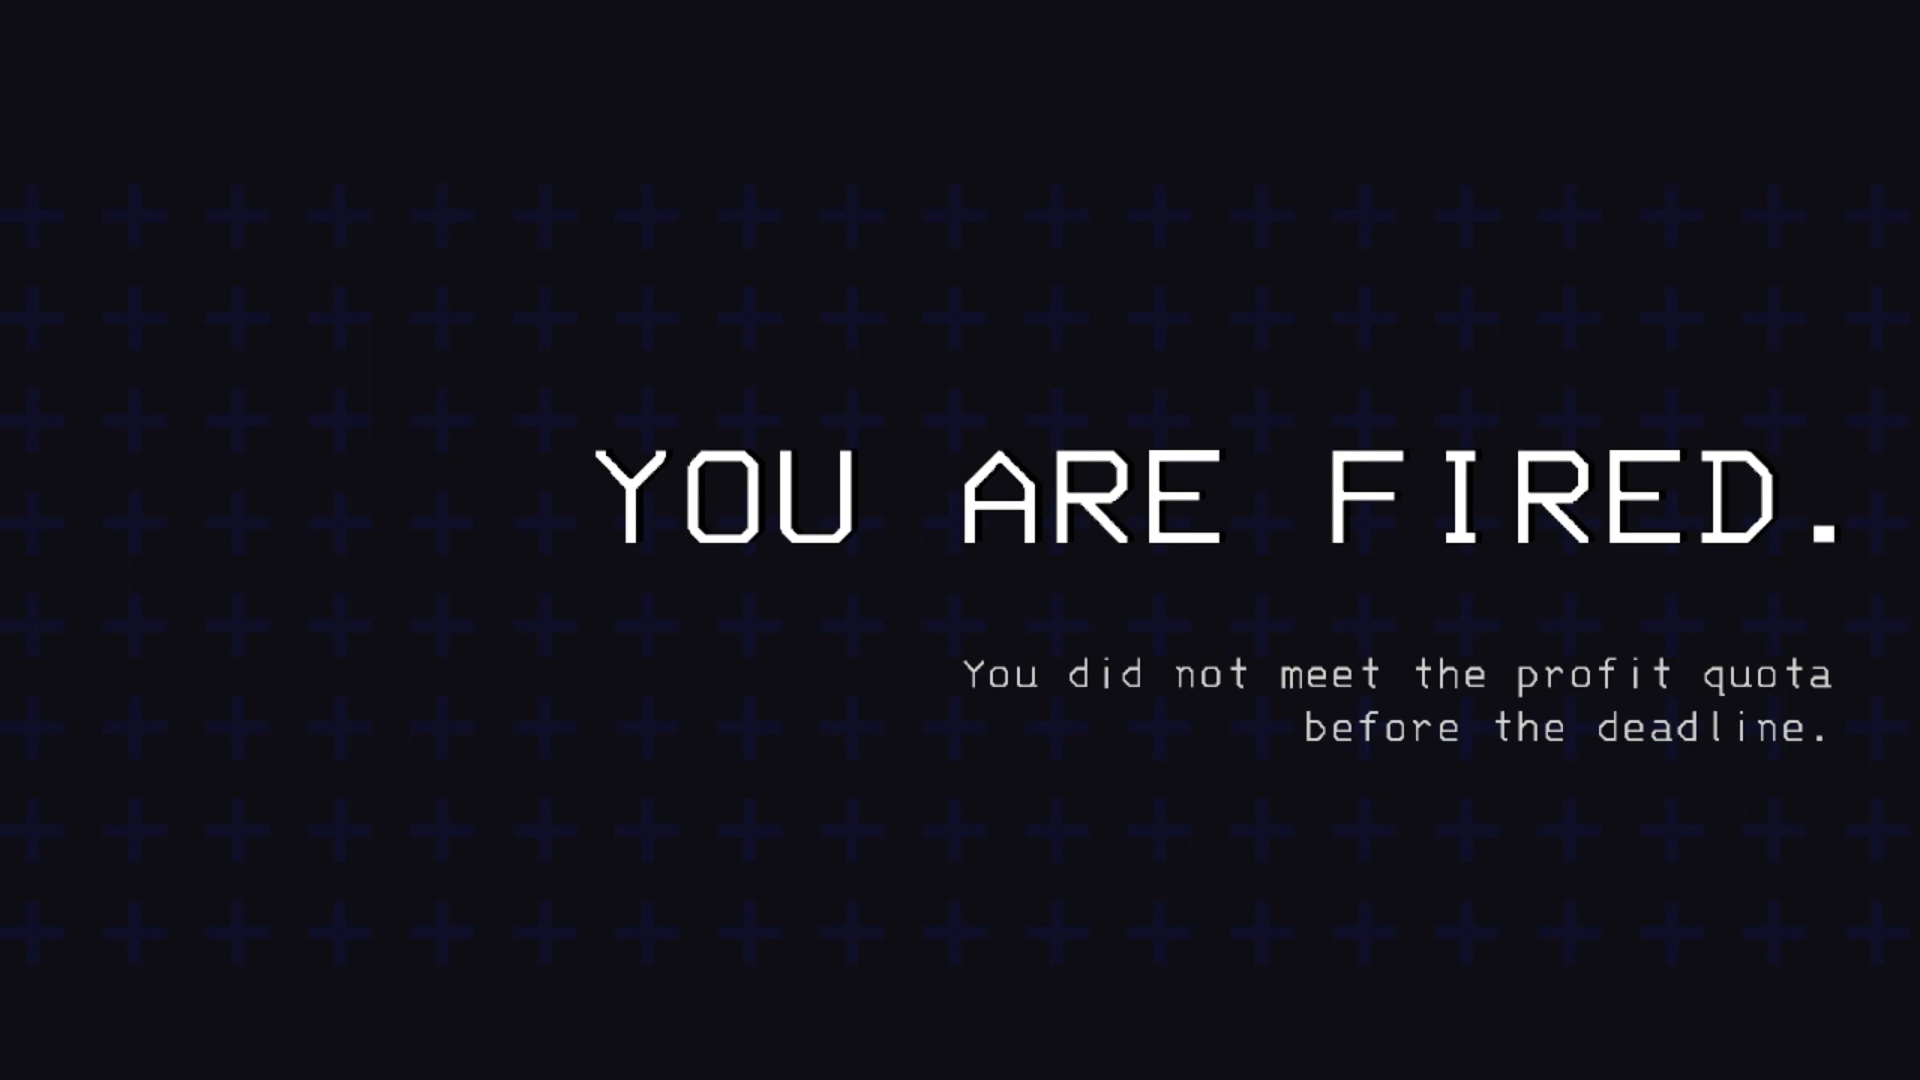 YOU ARE FIRED.
You did not meet the profit quota
before the deadline.